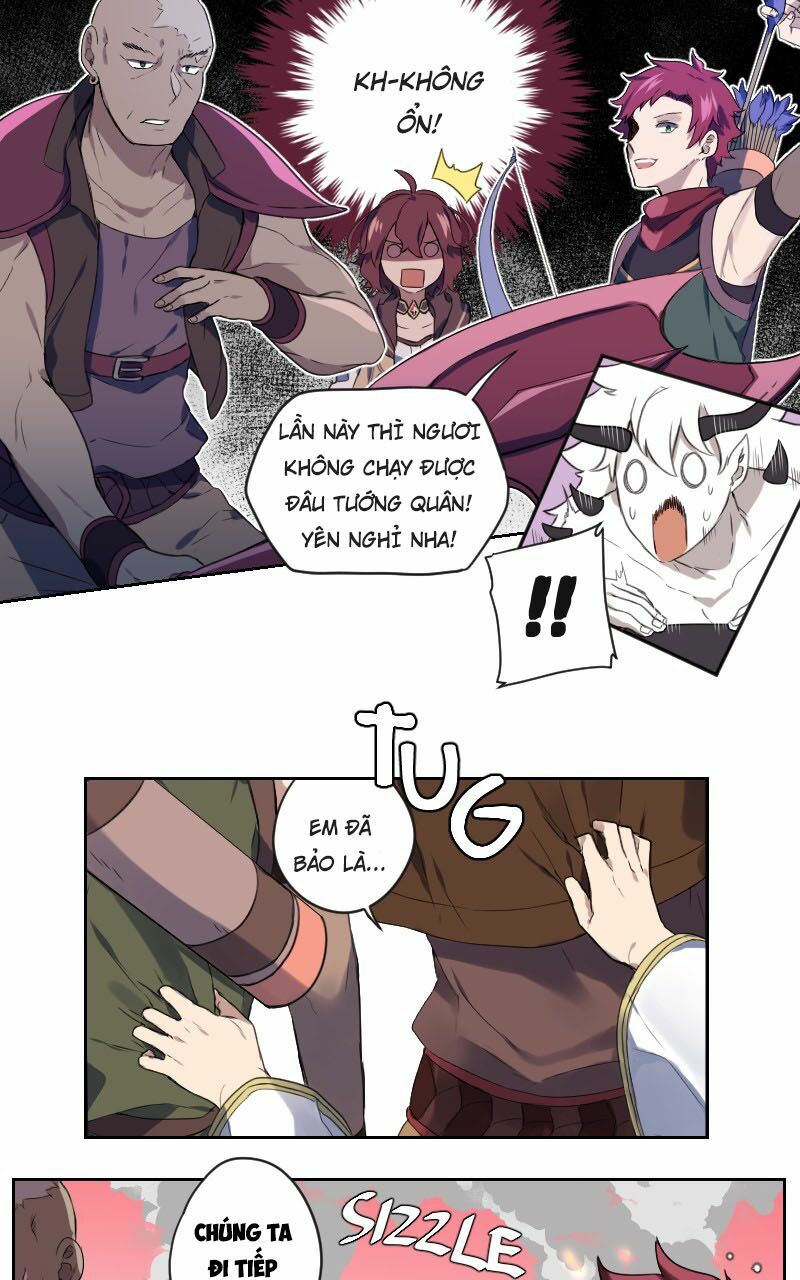 KH-KHÔNG
ỔN!
LẦN NÀY THÌ NGƯƠI
KHÔNG CHẠY ĐƯỢC
ĐÂU TƯỚNG QUÂN!
YÊN NGHỈ NHA!
!!
TUG
EM ĐÃ
BẢO LÀ...
SIZZLE
CHÚNG TA
ĐI TIẾP